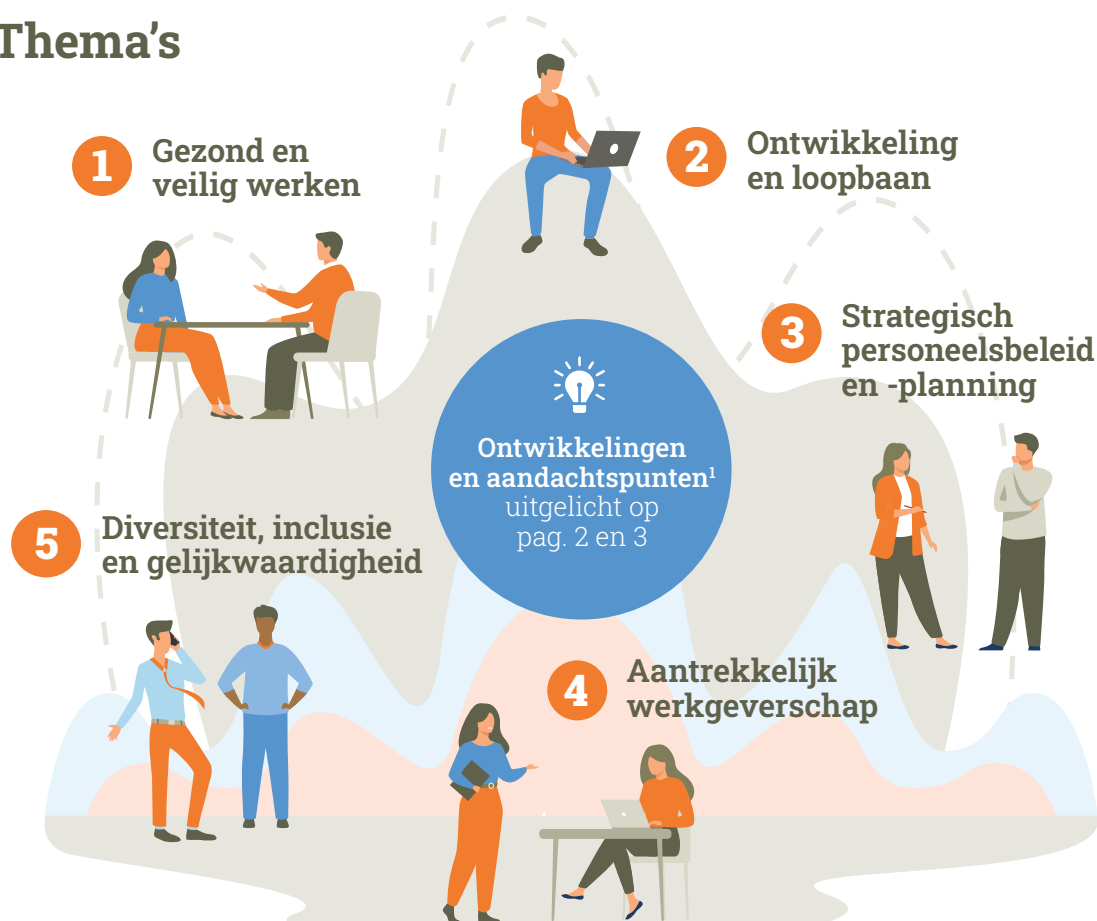 Thema's
1
Gezond en
veilig werken
2
Ontwikkeling
en loopbaan
3
Strategisch
personeelsbeleid
en -planning
Ontwikkelingen
en aandachtspunten¹
uitgelicht op
pag. 2 en 3
5
Diversiteit, inclusie
en gelijkwaardigheid
4
Aantrekkelijk
werkgeverschap